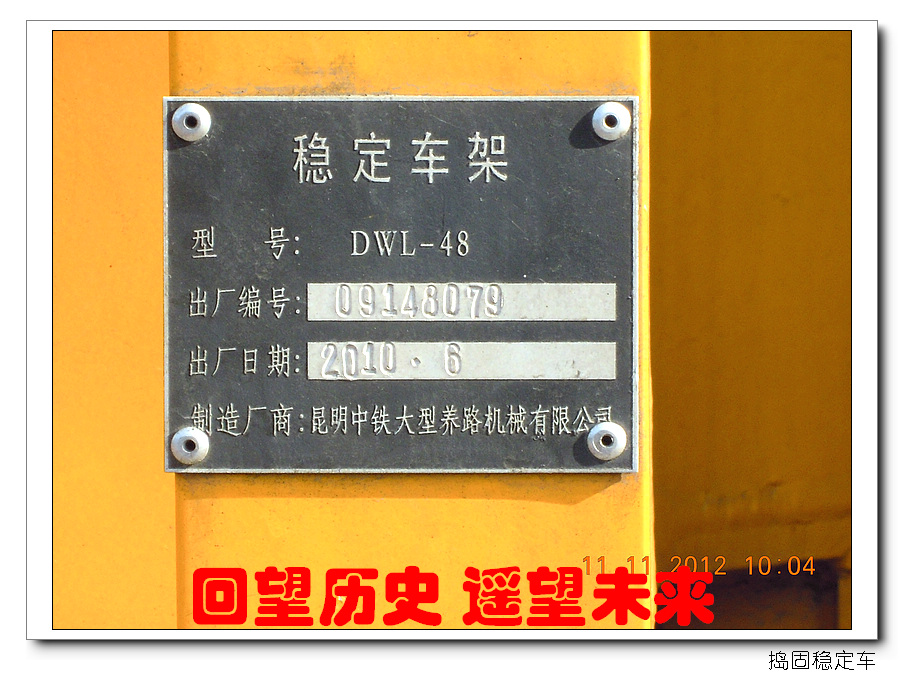 稳定车架
型 号: DWL-48
出厂编号: 09148079
出厂日期: 2010.6
制造厂商: 昆明中铁大型养路机械有限公司
11.11.2012 10:04
回望历史 遥望未来
捣固稳定车